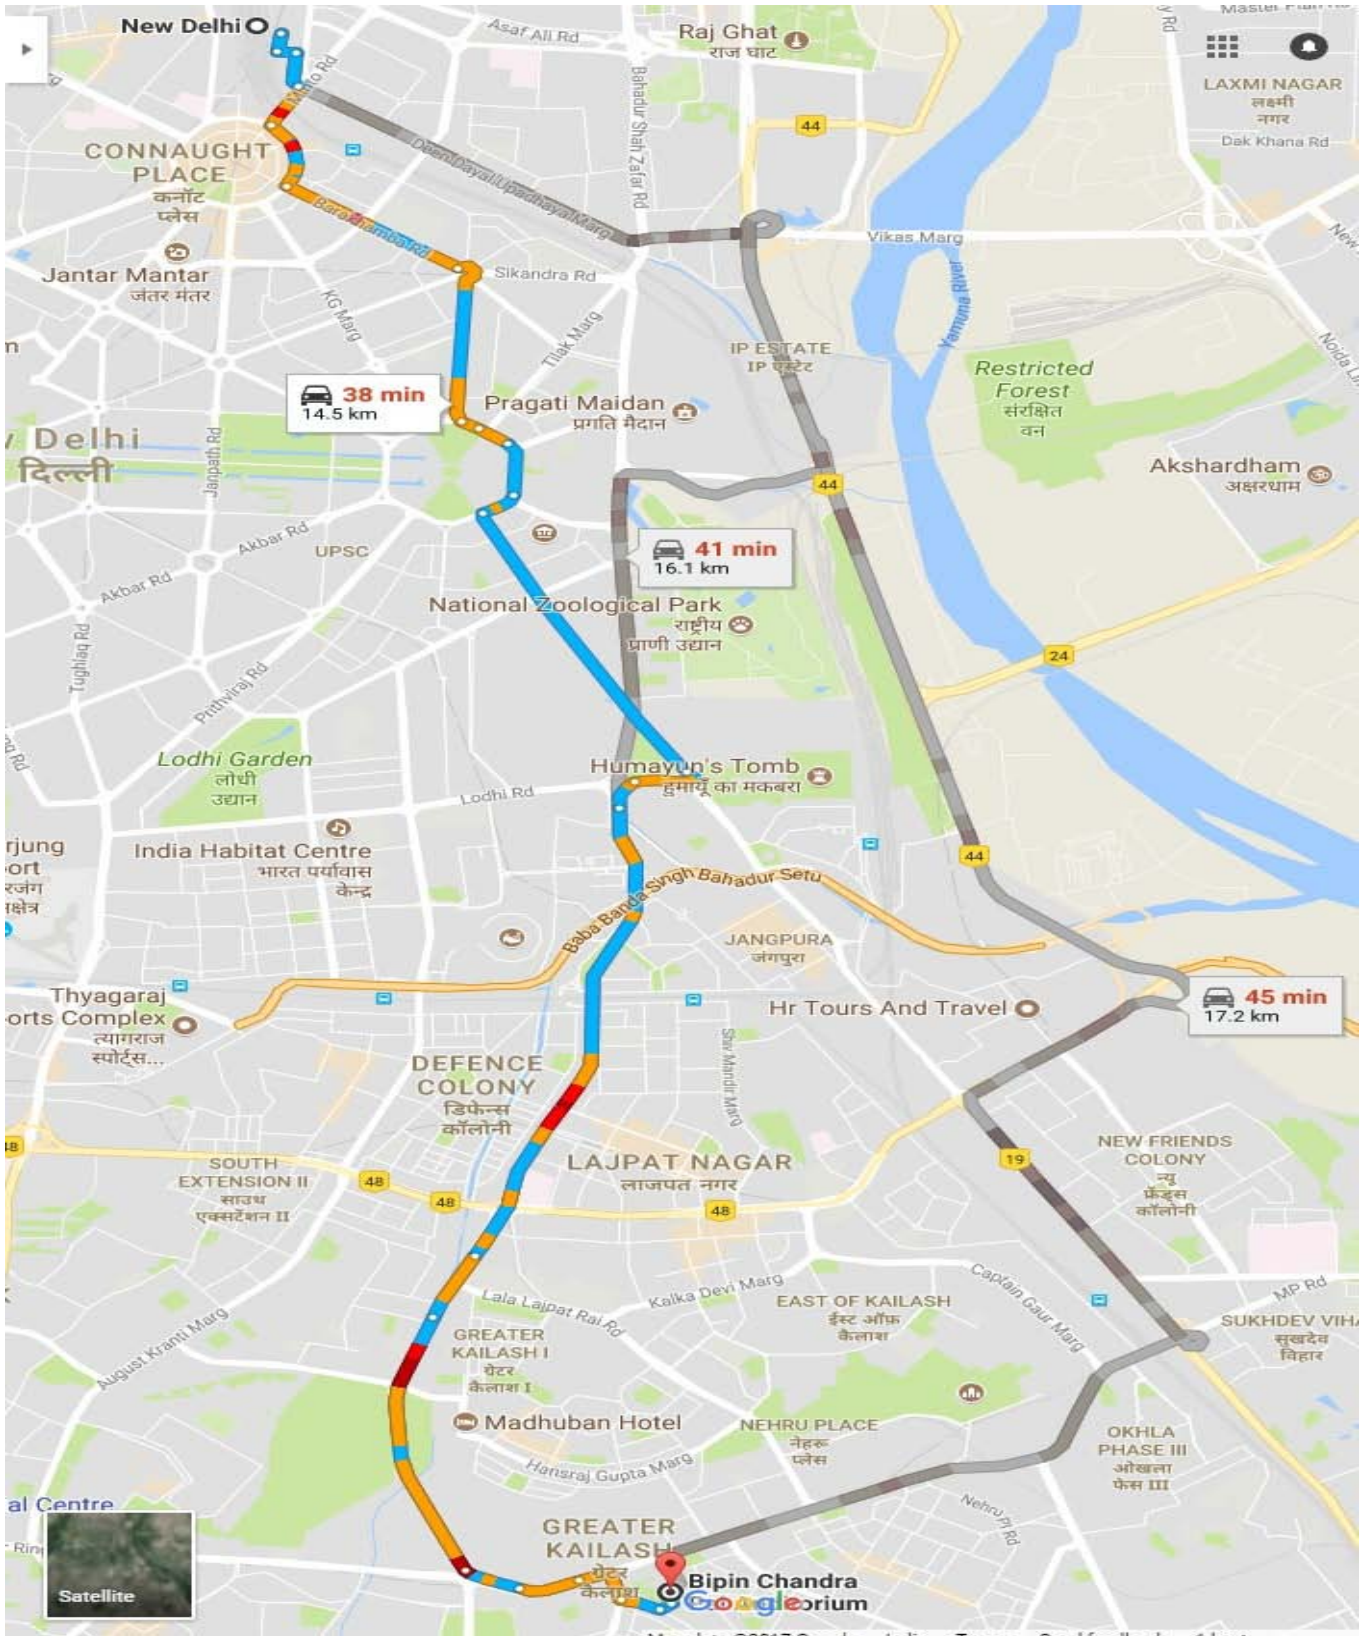 New Delhi
Asaf Ali Rd
Raj Ghat
राज घाट
LAXMI NAGAR
लक्ष्मी
नगर
Dak Khana Rd
Minto Rd
Bahadur Shah Zafar Rd
44
CONNAUGHT
PLACE
कनॉट
प्लेस
Deen Dayal Upadhayay Marg
Barakhamba Rd
Vikas Marg
Jantar Mantar
जंतर मंतर
Sikandra Rd
KG Marg
Tilak Marg
Yamuna River
IP ESTATE
IP एस्टेट
Restricted
Forest
संरक्षित
वन
38 min
14.5 km
Pragati Maidan
प्रगति मैदान
Delhi
दिल्ली
Janpath Rd
Akshardham
अक्षरधाम
44
Akbar Rd
UPSC
41 min
16.1 km
Akbar Rd
National Zoological Park
राष्ट्रीय
प्राणी उद्यान
Tughlaq Rd
24
Prithviraj Rd
Lodhi Garden
लोधी
उद्यान
Humayun's Tomb
हुमायूँ का मकबरा
Lodhi Rd
India Habitat Centre
भारत पर्यावास
केन्द्र
44
Baba Banda Singh Bahadur Setu
JANGPURA
जंगपुरा
Thyagaraj
orts Complex
त्यागराज
स्पोर्ट्स...
Hr Tours And Travel
45 min
17.2 km
Shiv Mandir Marg
DEFENCE
COLONY
डिफेन्स
कॉलोनी
SOUTH
EXTENSION II
साउथ
एक्सटेंशन II
48
48
LAJPAT NAGAR
लाजपत नगर
48
19
NEW FRIENDS
COLONY
न्यू
फ्रेंड्स
कॉलोनी
Captain Gaur Marg
MP Rd
Kalka Devi Marg
Lala Lajpat Rai Rd
EAST OF KAILASH
ईस्ट ऑफ़
कैलाश
SUKHDEV VIHA
सुखदेव
विहार
August Kranti Marg
GREATER
KAILASH I
ग्रेटर
कैलाश I
Madhuban Hotel
NEHRU PLACE
नेहरू
प्लेस
OKHLA
PHASE III
ओखला
फेस III
Hansraj Gupta Marg
Nehru Pl Rd
al Centre
GREATER
KAILASH
ग्रेटर
कैलाश
Satellite
Bipin Chandra
Google
orium